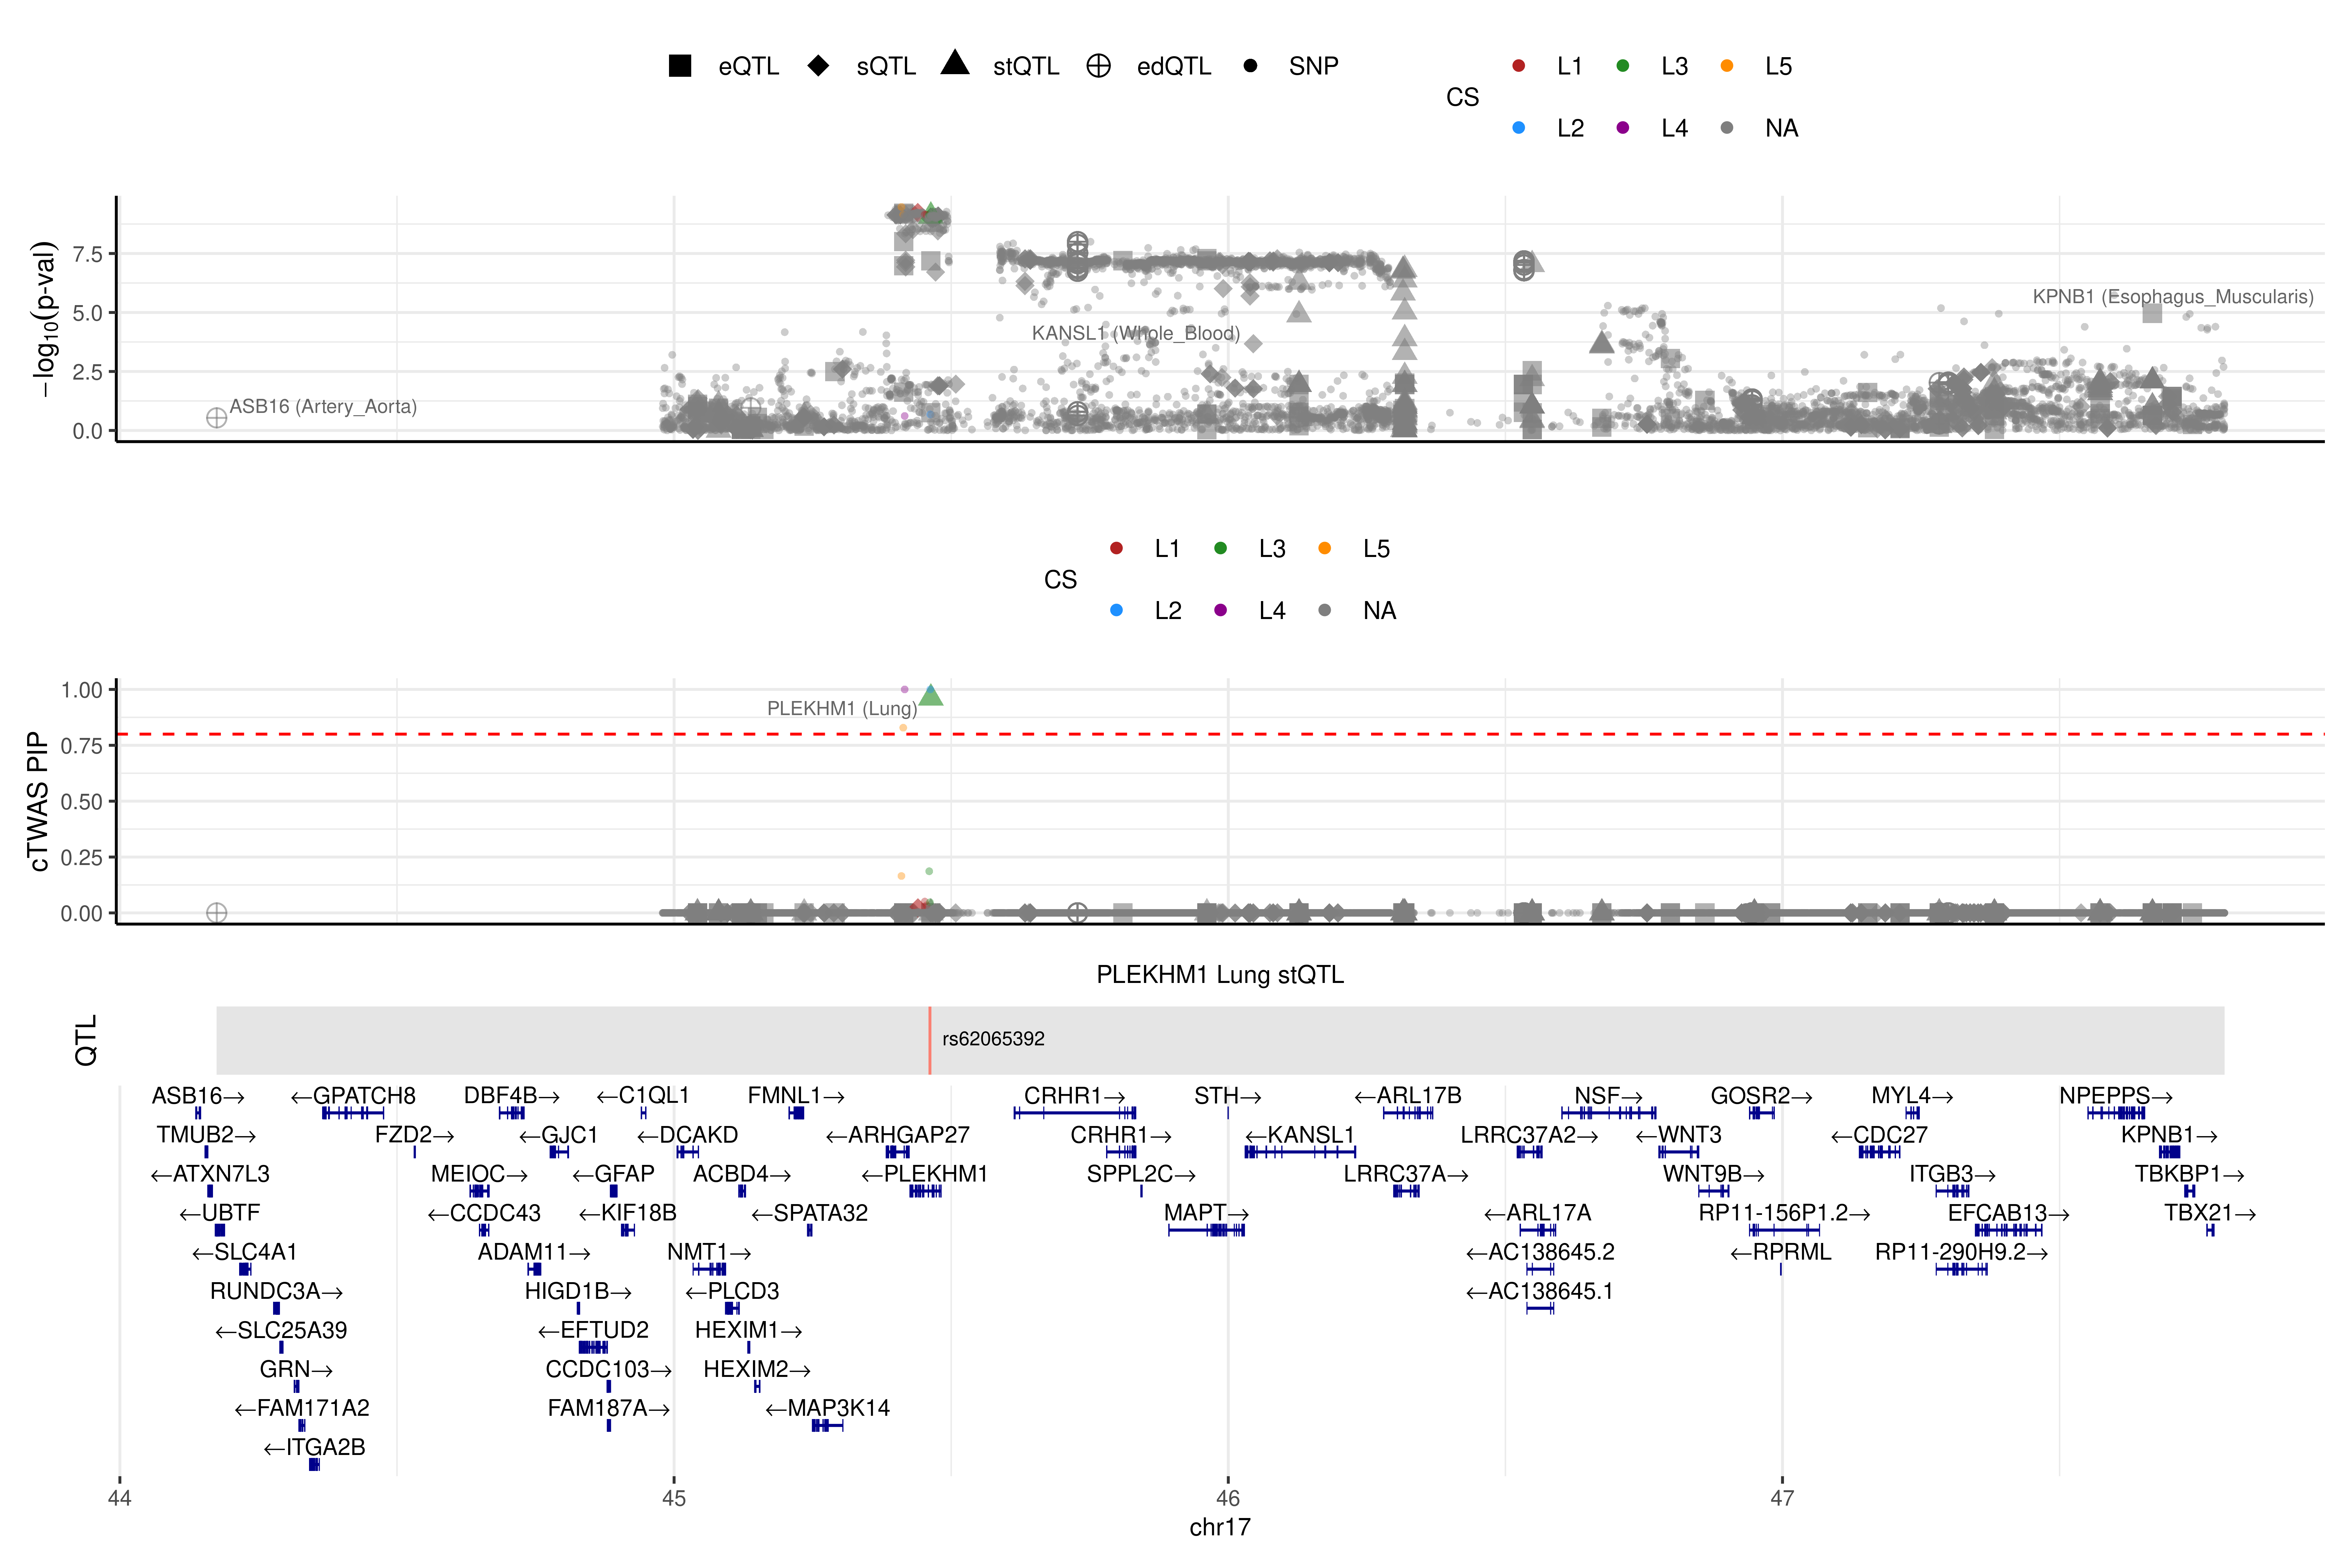 eQTL sQTL stQTL edQTL SNP
CS
L1 L3 L5
L2 L4 NA
−log10(p-val)
7.5
5.0
2.5
0.0
ASB16 (Artery_Aorta)
KANSL1 (Whole_Blood)
KPNB1 (Esophagus_Muscularis)
CS
L1 L3 L5
L2 L4 NA
cTWAS PIP
1.00
0.75
0.50
0.25
0.00
PLEKHM1 (Lung)
PLEKHM1 Lung stQTL
QTL
rs62065392
ASB16→ ←GPATCH8 DBF4B→ ←C1QL1 FMNL1→ CRHR1→ STH→ ←ARL17B NSF→ GOSR2→ MYL4→ NPEPPS→
TMUB2→ FZD2→ ←GJC1 ←DCAKD ←ARHGAP27 CRHR1→ ←KANSL1 LRRC37A2→ ←WNT3 ←CDC27 KPNB1→
←ATXN7L3 MEIOC→ ←GFAP ACBD4→ ←PLEKHM1 SPPL2C→ LRRC37A→ WNT9B→ ITGB3→ TBKBP1→
←UBTF ←CCDC43 ←KIF18B ←SPATA32 MAPT→ ←ARL17A RP11-156P1.2→ EFCAB13→ TBX21→
←SLC4A1 ADAM11→ NMT1→ ←AC138645.2 ←RPRML RP11-290H9.2→
RUNDC3A→ HIGD1B→ ←PLCD3 ←AC138645.1
←SLC25A39 ←EFTUD2 HEXIM1→
GRN→ CCDC103→ HEXIM2→
←FAM171A2 FAM187A→ ←MAP3K14
←ITGA2B
44 45 46 47
chr17